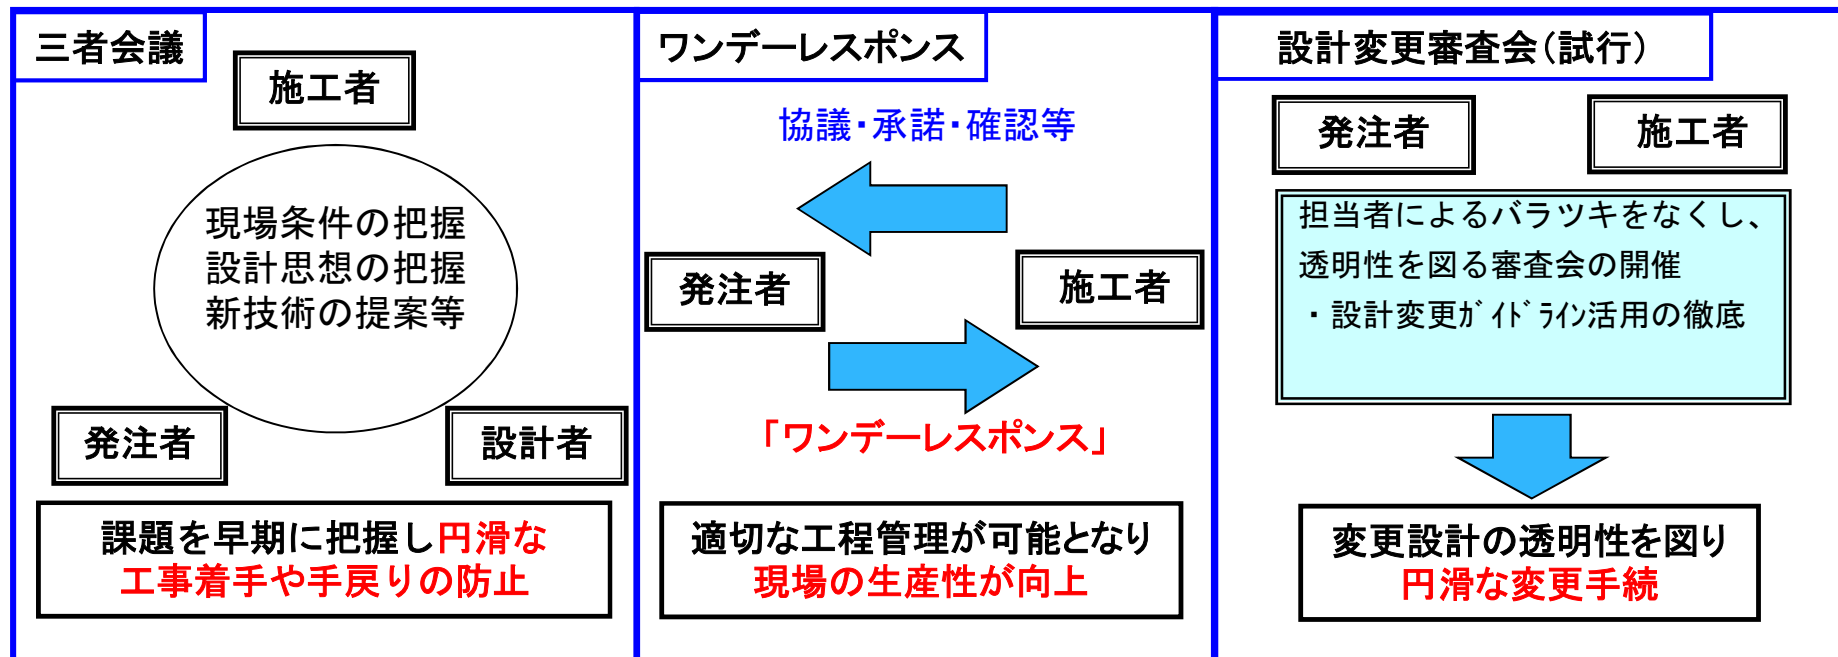 三者会議
施工者
現場条件の把握
設計思想の把握
新技術の提案等
発注者
設計者
課題を早期に把握し円滑な
工事着手や手戻りの防止
ワンデーレスポンス
協議・承諾・確認等
発注者
施工者
「ワンデーレスポンス」
適切な工程管理が可能となり
現場の生産性が向上
設計変更審査会(試行)
発注者
施工者
担当者によるバラツキをなくし、
透明性を図る審査会の開催
・設計変更ｶﾞｲﾄﾞﾗｲﾝ活用の徹底
変更設計の透明性を図り
円滑な変更手続